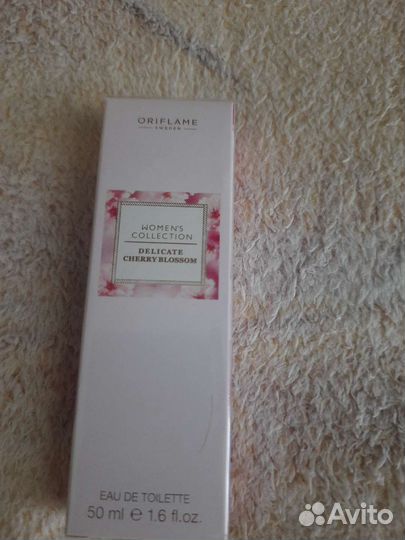 ORIFLAME
SWEDEN
WOMEN'S
COLLECTION
DELICATE
CHERRY BLOSSOM
EAU DE TOILETTE
50 ml ℮ 1.6 fl.oz.
Avito